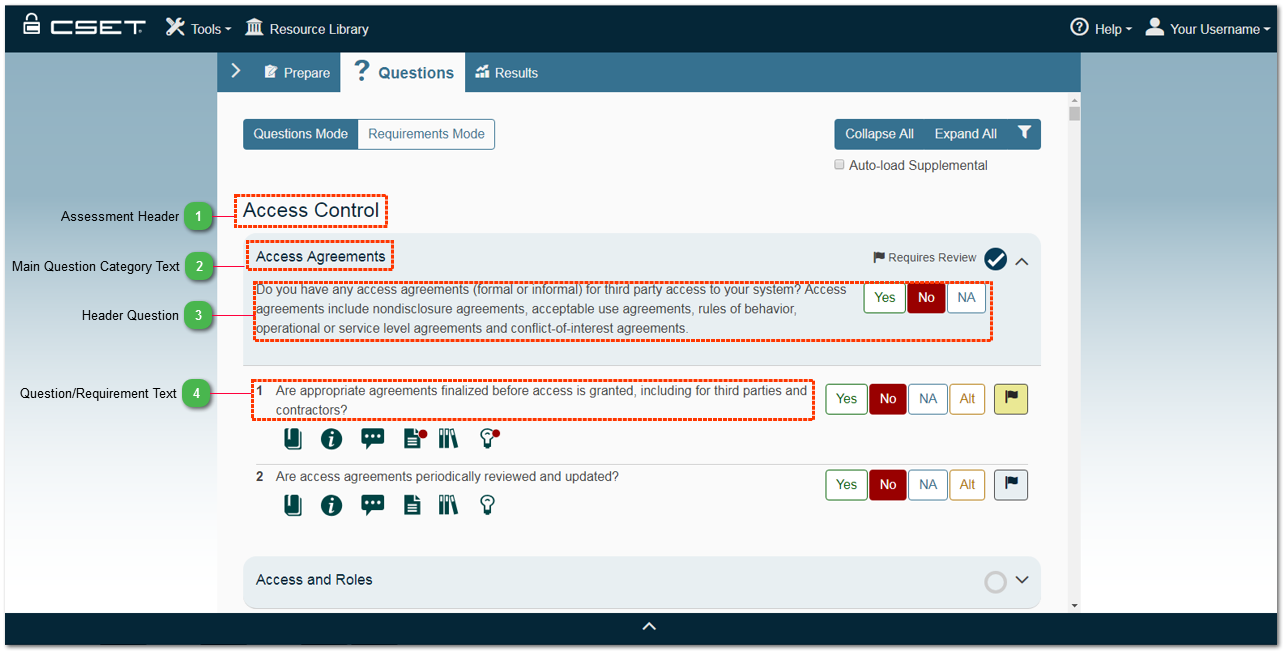 CSET
Tools
Resource Library
Help
Your Username
Prepare
? Questions
Results
Questions Mode
Requirements Mode
Collapse All
Expand All
Auto-load Supplemental
Assessment Header 1
Access Control
Main Question Category Text 2
Access Agreements
Requires Review
Header Question 3
Do you have any access agreements (formal or informal) for third party access to your system? Access
agreements include nondisclosure agreements, acceptable use agreements, rules of behavior,
operational or service level agreements and conflict-of-interest agreements.
Yes No NA
Question/Requirement Text 4
1 Are appropriate agreements finalized before access is granted, including for third parties and
contractors?
Yes No NA Alt
2 Are access agreements periodically reviewed and updated?
Yes No NA Alt
Access and Roles